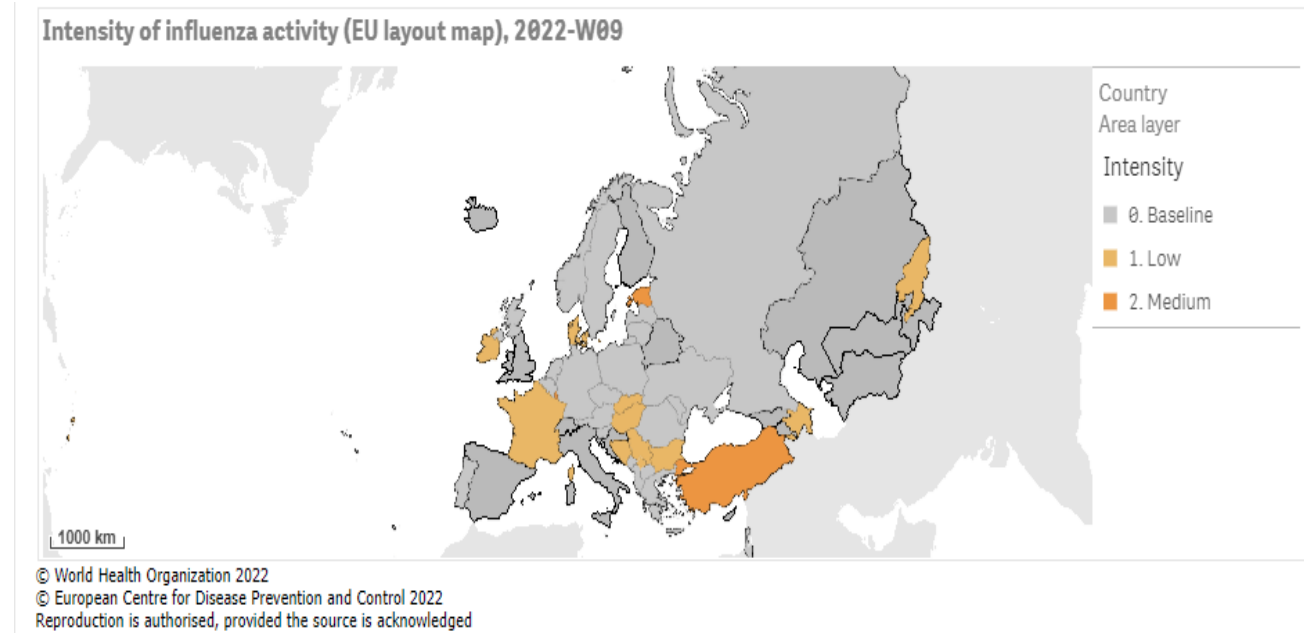 Intensity of influenza activity (EU layout map), 2022-W09
Country
Area layer
Intensity
0. Baseline
1. Low
2. Medium
1000 km
© World Health Organization 2022
© European Centre for Disease Prevention and Control 2022
Reproduction is authorised, provided the source is acknowledged